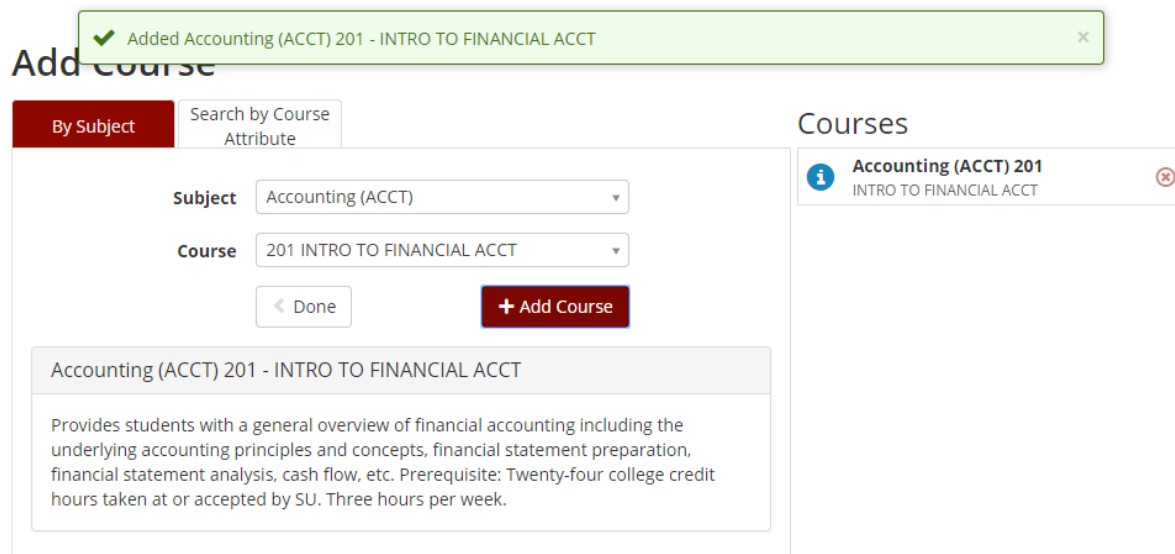 Added Accounting (ACCT) 201 - INTRO TO FINANCIAL ACCT ×
Add Course
By Subject
Search by Course
Attribute
Subject Accounting (ACCT)
Course 201 INTRO TO FINANCIAL ACCT
Done
+ Add Course
Accounting (ACCT) 201 - INTRO TO FINANCIAL ACCT
Provides students with a general overview of financial accounting including the
underlying accounting principles and concepts, financial statement preparation,
financial statement analysis, cash flow, etc. Prerequisite: Twenty-four college credit
hours taken at or accepted by SU. Three hours per week.
Courses
Accounting (ACCT) 201
INTRO TO FINANCIAL ACCT